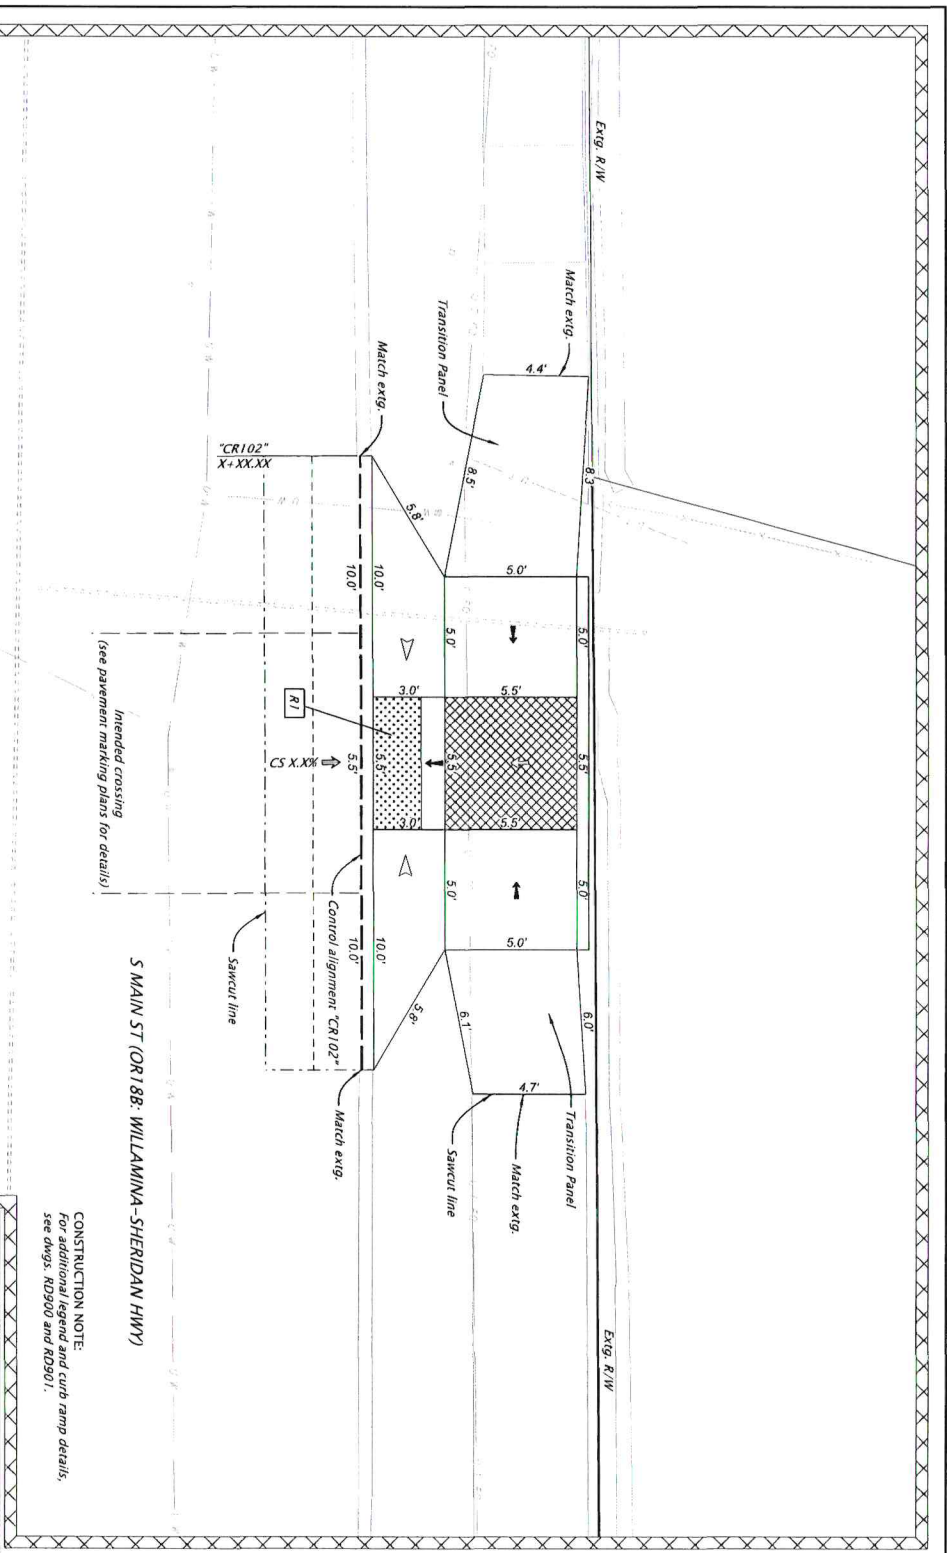 Extg. R/W
Match extg.
Transition Panel
4.4'
8.5'
8.3'
Match extg.
"CR102"
X+XX.XX
5.8'
5.0'
10.0'
10.0'
5.0'
5.0'
3.0'
5.5'
R1
CS X.X%
5.5'
5.5'
5.5'
5.5'
3.0'
5.5'
Intended crossing
(see pavement marking plans for details)
5.0'
5.0'
10.0'
10.0'
Control alignment "CR102"
5.0'
Sawcut line
5.8'
6.1'
6.0'
4.7'
Transition Panel
Match extg.
Sawcut line
Match extg.
Extg. R/W
S MAIN ST (OR18B: WILLAMINA-SHERIDAN HWY)
CONSTRUCTION NOTE:
For additional legend and curb ramp details,
see dwgs. RD900 and RD901.